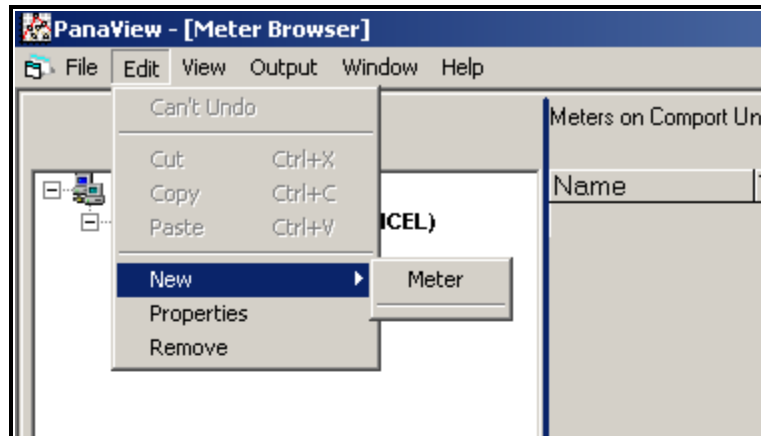 PanaView - [Meter Browser]
File Edit View Output Window Help
Can't Undo
Meters on Comport Un
Cut Ctrl+X
Name
Copy Ctrl+C
ICEL)
Paste Ctrl+V
New Meter
Properties
Remove